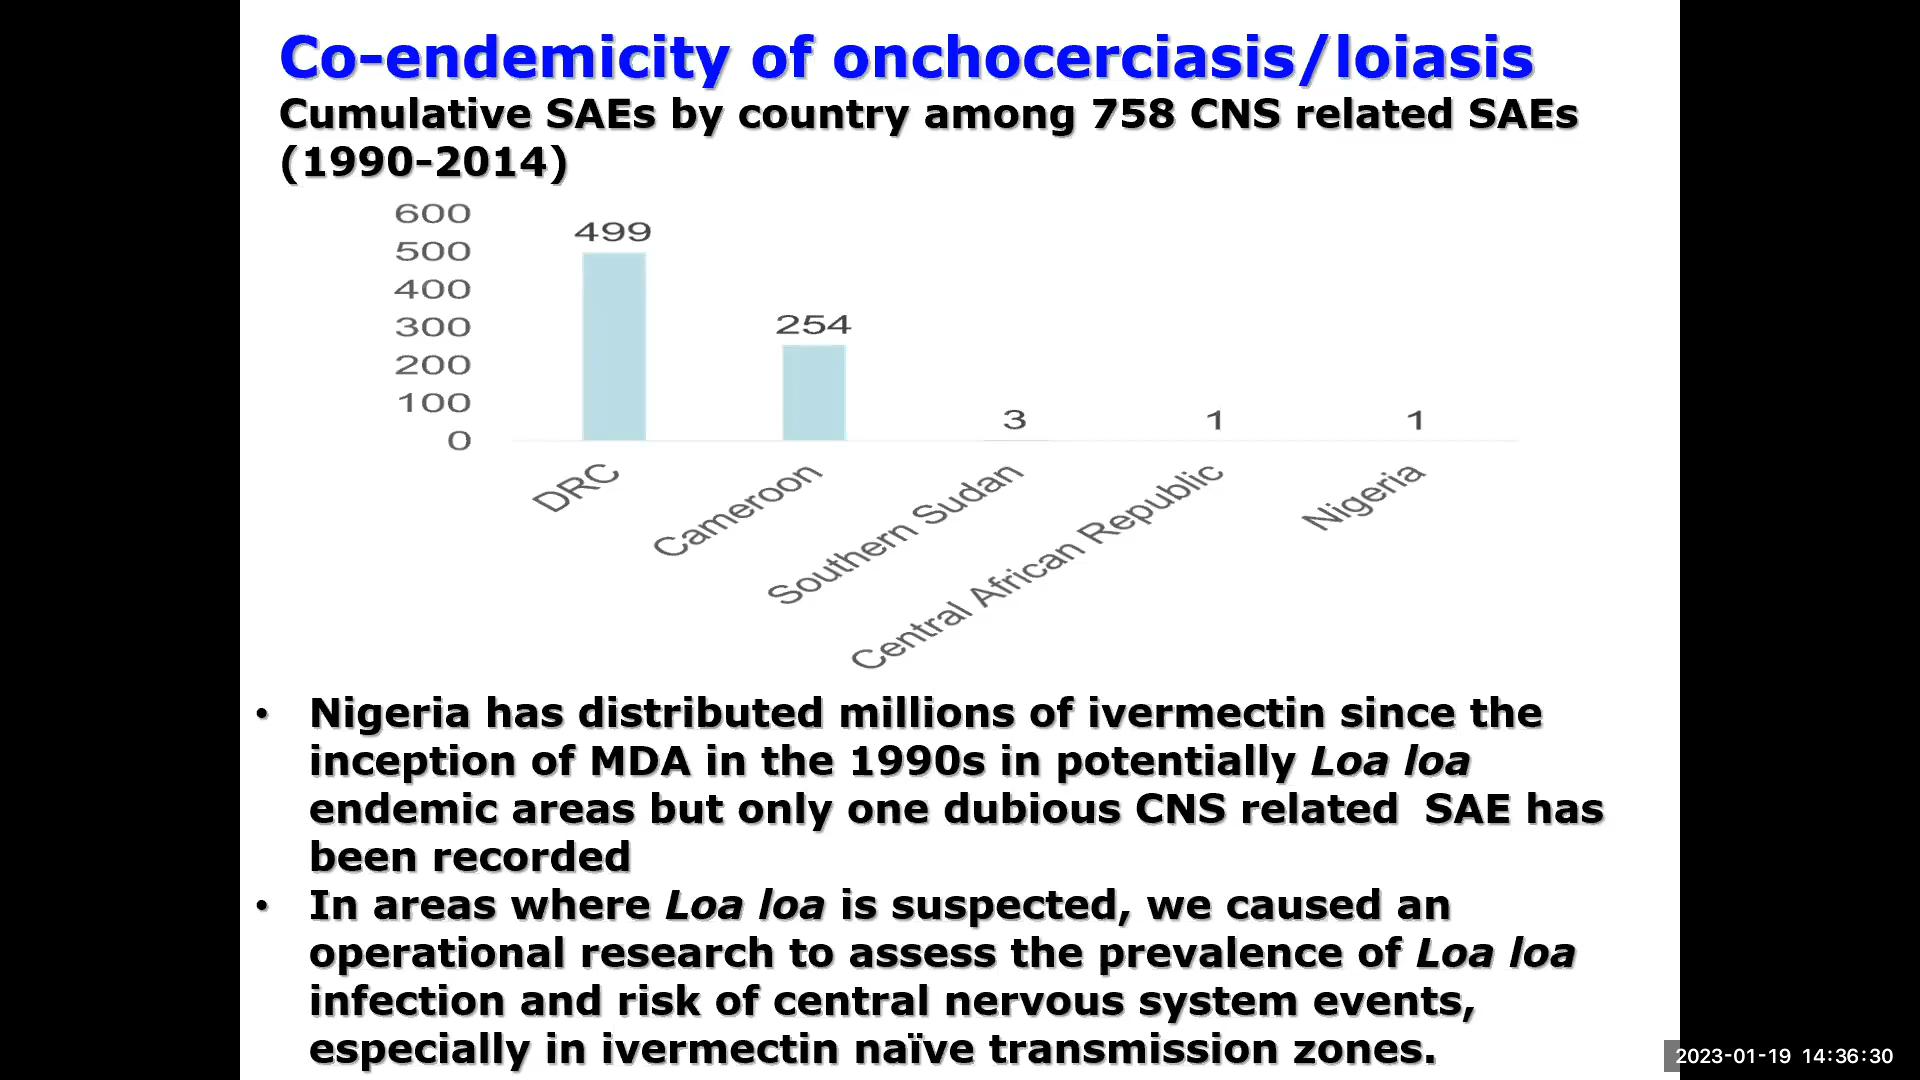 Co-endemicity of onchocerciasis/loiasis
Cumulative SAEs by country among 758 CNS related SAEs
(1990-2014)
600
500
400
300
200
100
0
499
254
3
1
1
DRC
Cameroon
Southern Sudan
Central African Republic
Nigeria
• Nigeria has distributed millions of ivermectin since the
inception of MDA in the 1990s in potentially Loa loa
endemic areas but only one dubious CNS related SAE has
been recorded
• In areas where Loa loa is suspected, we caused an
operational research to assess the prevalence of Loa loa
infection and risk of central nervous system events,
especially in ivermectin naïve transmission zones.
2023-01-19 14:36:30